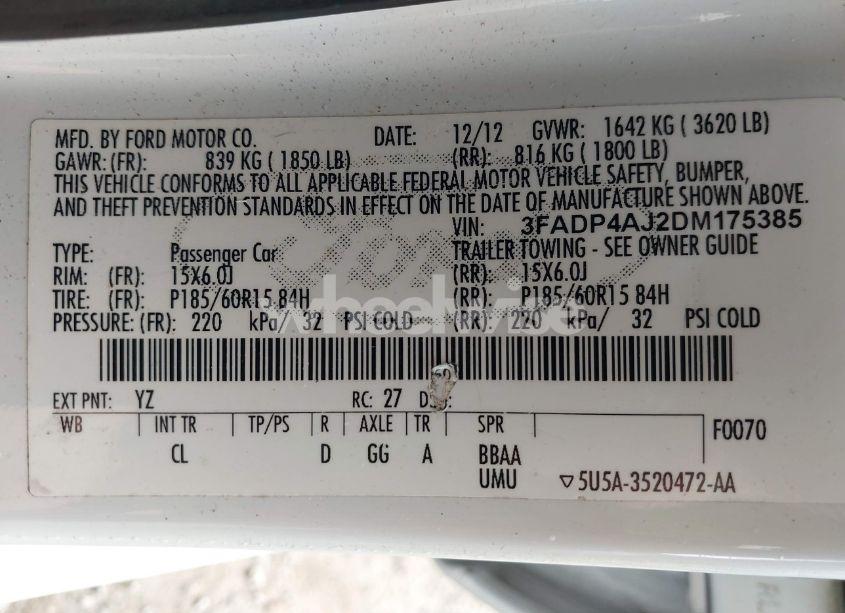 MFD. BY FORD MOTOR CO. DATE: 12/12 GVWR: 1642 KG ( 3620 LB)
GAWR: (FR): 839 KG ( 1850 LB) (RR): 816 KG ( 1800 LB)
THIS VEHICLE CONFORMS TO ALL APPLICABLE FEDERAL MOTOR VEHICLE SAFETY, BUMPER,
AND THEFT PREVENTION STANDARDS IN EFFECT ON THE DATE OF MANUFACTURE SHOWN ABOVE.
VIN: 3FADP4AJ2DM175385
TYPE: Passenger Car TRAILER TOWING - SEE OWNER GUIDE
RIM: (FR): 15X6.0J (RR): 15X6.0J
TIRE: (FR): P185/60R15 84H (RR): P185/60R15 84H
PRESSURE: (FR): 220 kPa/ 32 PSI COLD (RR): 220 kPa/ 32 PSI COLD
EXT PNT: YZ RC: 27
WB INT TR TP/PS R AXLE TR SPR F0070
CL D GG A BBAA
UMU ▽5U5A-3520472-AA